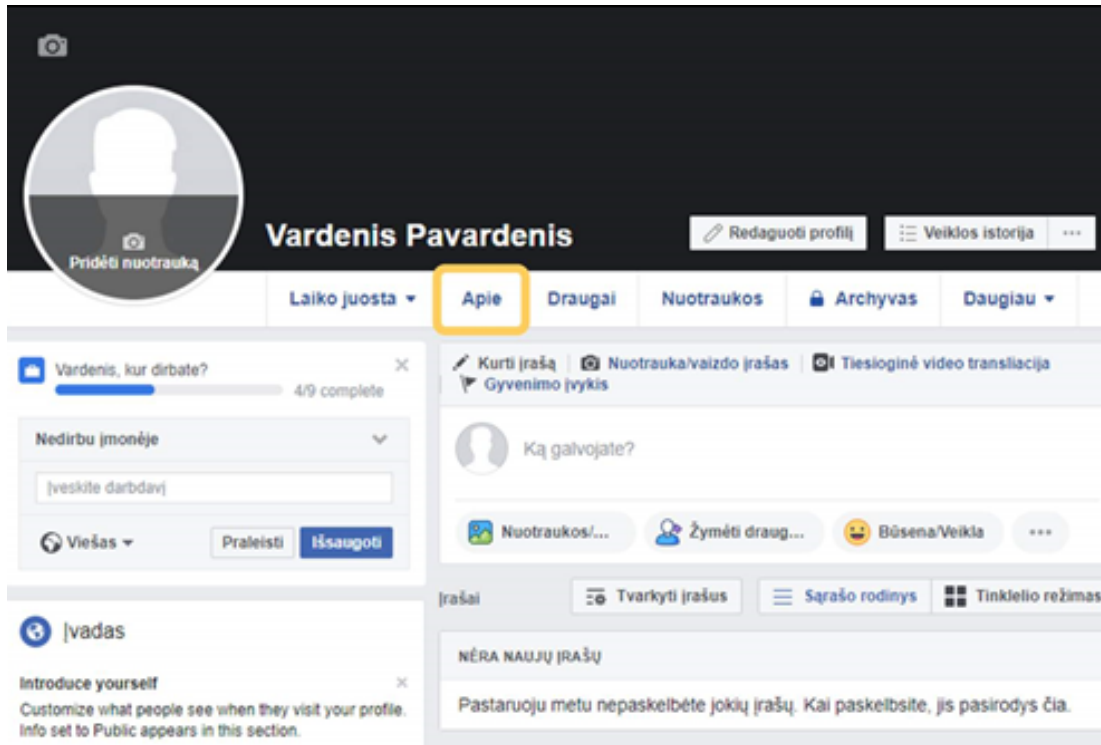 Pridėti nuotrauką
Vardenis Pavardenis
Redaguoti profilį
Veiklos istorija
Laiko juosta
Apie
Draugai
Nuotraukos
Archyvas
Daugiau
Vardenis, kur dirbate?
4/9 complete
Nedirbu įmonėje
Įveskite darbdavį
Viešas
Praleisti
Išsaugoti
Įvadas
Introduce yourself
Customize what people see when they visit your profile.
Info set to Public appears in this section.
Kurti įrašą
Nuotrauka/vaizdo įrašas
Tiesioginė video transliacija
Gyvenimo įvykis
Ką galvojate?
Nuotraukos/...
Žymėti draug...
Būsena/Veikla
Įrašai
Tvarkyti įrašus
Sąrašo rodinys
Tinklelio režimas
NĖRA NAUJŲ ĮRAŠŲ
Pastaruoju metu nepaskelbėte jokių įrašų. Kai paskelbsite, jis pasirodys čia.